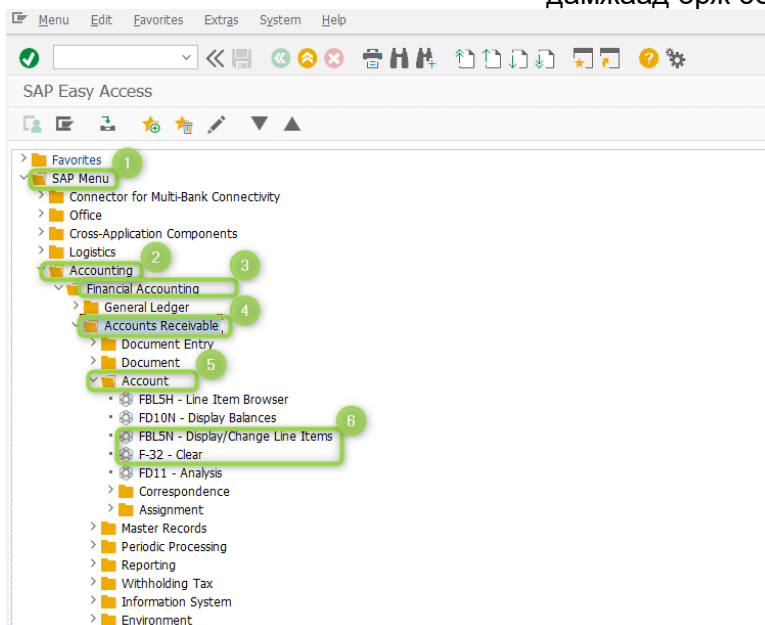 дамжаад орж
Menu Edit Favorites Extras System Help
SAP Easy Access
Favorites 1
SAP Menu
Connector for Multi-Bank Connectivity
Office
Cross-Application Components
Logistics
Accounting 2
Financial Accounting 3
General Ledger
Accounts Receivable 4
Document Entry
Document
Account 5
FBL5H - Line Item Browser
FD10N - Display Balances
FBL5N - Display/Change Line Items 6
F-32 - Clear
FD11 - Analysis
Correspondence
Assignment
Master Records
Periodic Processing
Reporting
Withholding Tax
Information System
Environment